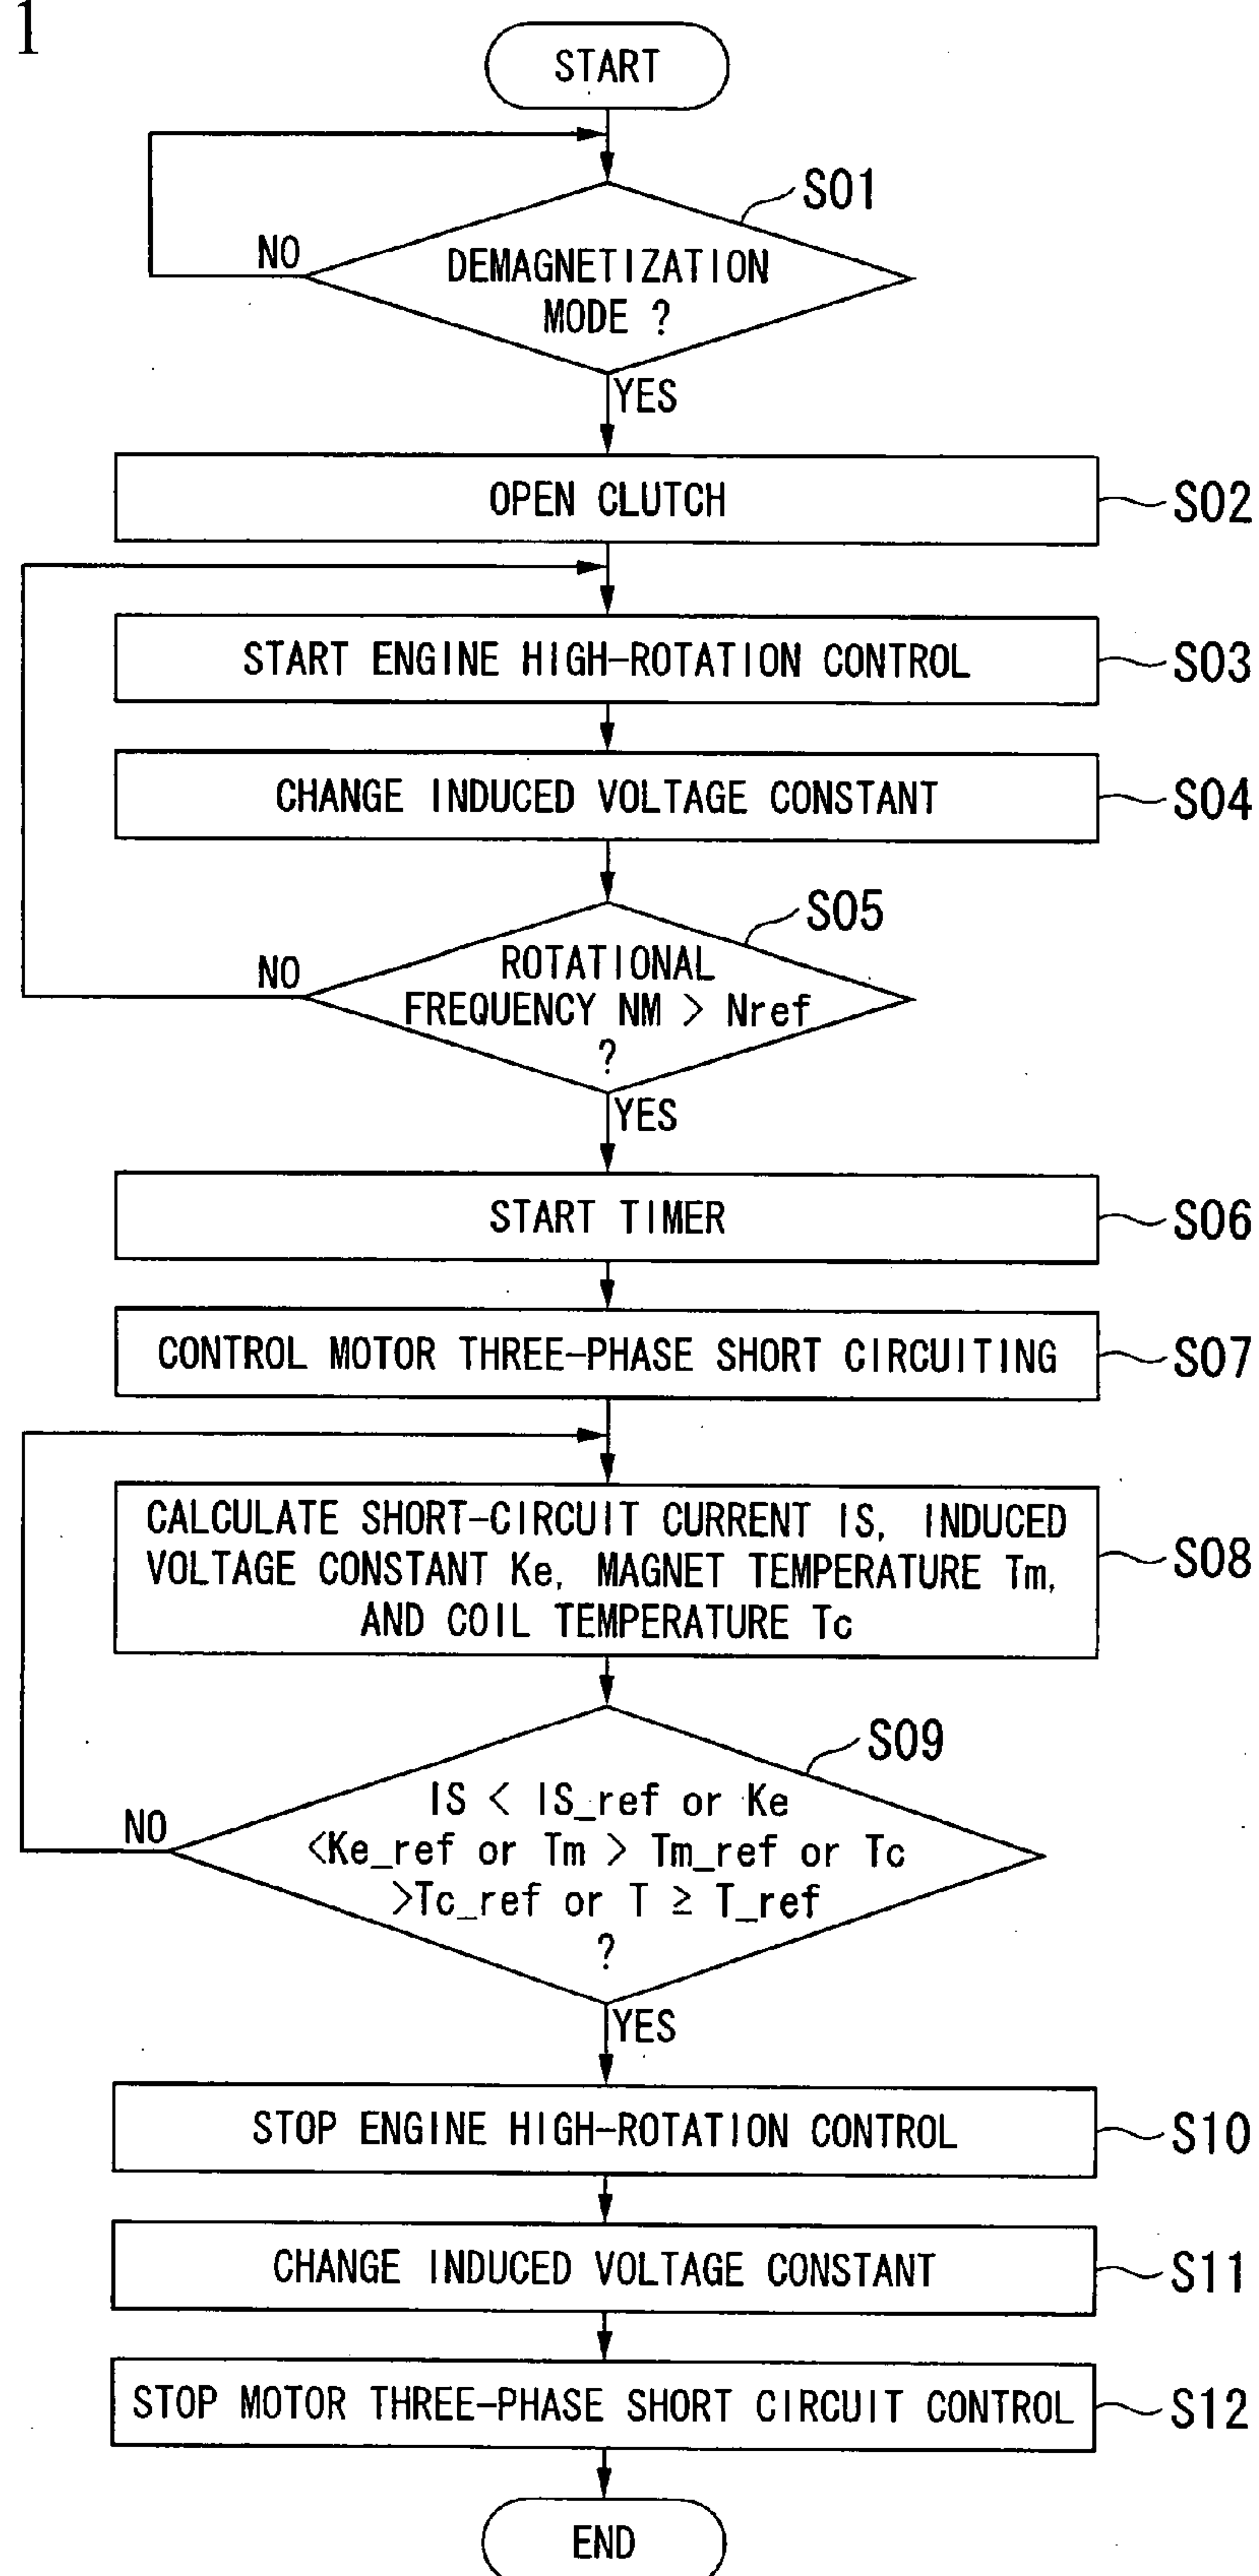 1
START
S01
NO
DEMAGNETIZATION
MODE ?
YES
OPEN CLUTCH
S02
START ENGINE HIGH-ROTATION CONTROL
S03
CHANGE INDUCED VOLTAGE CONSTANT
S04
S05
NO
ROTATIONAL
FREQUENCY NM > Nref
?
YES
START TIMER
S06
CONTROL MOTOR THREE-PHASE SHORT CIRCUITING
S07
CALCULATE SHORT-CIRCUIT CURRENT IS, INDUCED
VOLTAGE CONSTANT Ke, MAGNET TEMPERATURE Tm,
AND COIL TEMPERATURE Tc
S08
S09
NO
IS < IS_ref or Ke
<Ke_ref or Tm > Tm_ref or Tc
>Tc_ref or T ≥ T_ref
?
YES
STOP ENGINE HIGH-ROTATION CONTROL
S10
CHANGE INDUCED VOLTAGE CONSTANT
S11
STOP MOTOR THREE-PHASE SHORT CIRCUIT CONTROL
S12
END